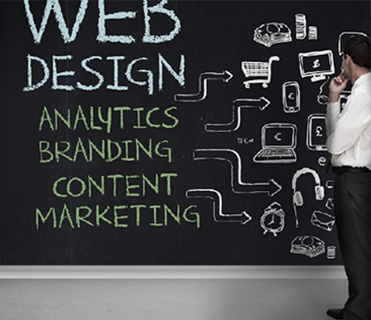 WEB
DESIGN
ANALYTICS
BRANDING
CONTENT
MARKETING